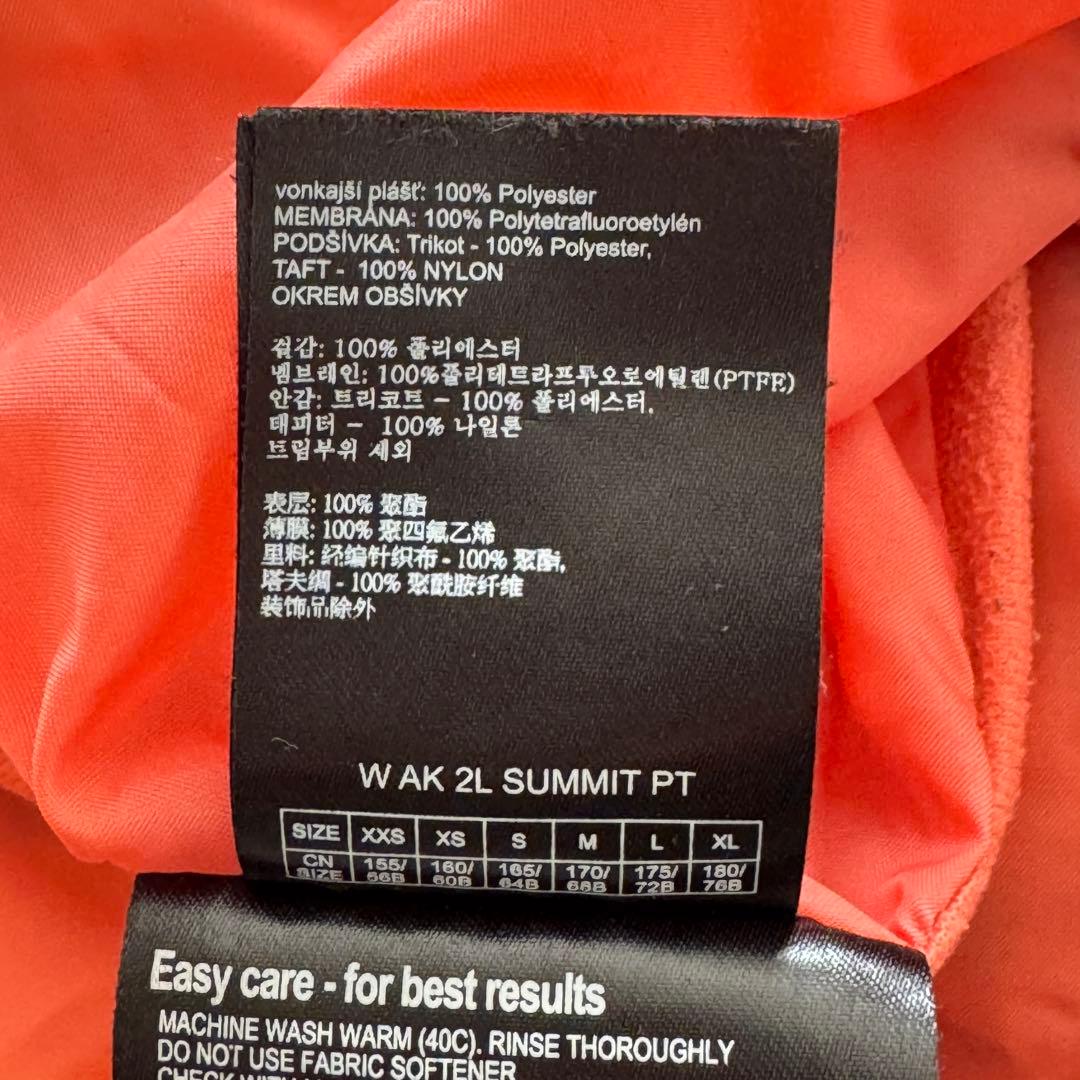 vonkajší plášť: 100% Polyester
MEMBRÁNA: 100% Polytetrafluoroetylén
PODŠÍVKA: Trikot - 100% Polyester,
TAFT - 100% NYLON
OKREM OBŠÍVKY
겉감: 100% 폴리에스터
멤브레인: 100%폴리테트라프루오로에틸렌(PTFE)
안감: 트리코트 - 100% 폴리에스터,
태피터 - 100% 나일론
트림부위 제외
表层: 100% 聚酯
薄膜: 100% 聚四氟乙烯
里料: 经编针织布 - 100% 聚酯,
塔夫绸 - 100% 聚酰胺纤维
装饰品除外
W AK 2L SUMMIT PT
SIZE XXS XS S M L XL
CN 155/ 160/ 165/ 170/ 175/ 180/
SIZE 56B 60B 64B 68B 72B 76B
Easy care - for best results
MACHINE WASH WARM (40C). RINSE THOROUGHLY
DO NOT USE FABRIC SOFTENER
CHECK WITH